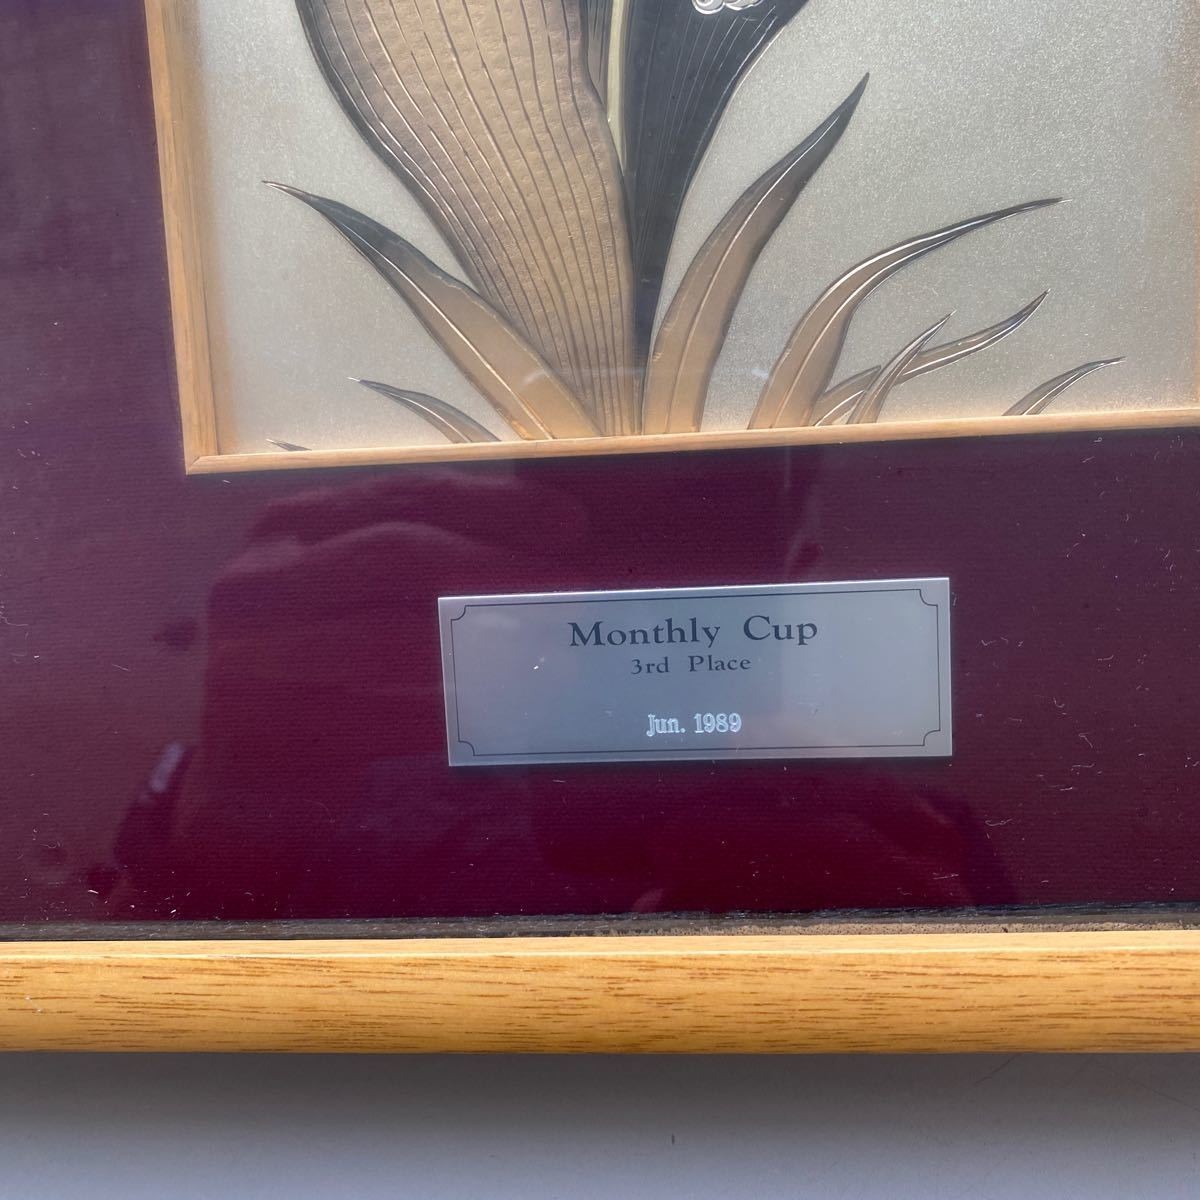 Monthly Cup
3rd Place
Jun. 1989